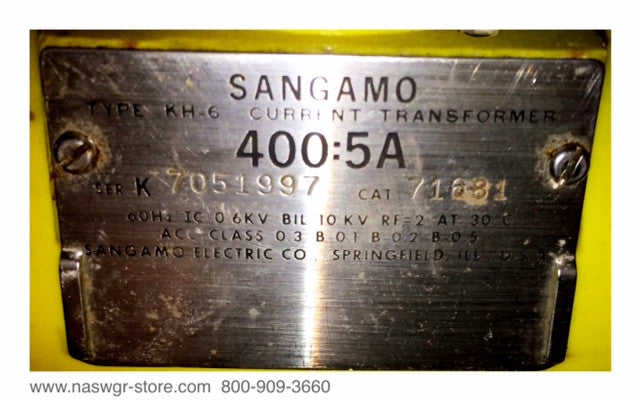 SANGAMO
TYPE KH-6 CURRENT TRANSFORMER
400:5A
SER K 7051997 CAT 71681
60HZ IC 0.6KV BIL 10 KV RF=2 AT 30°C
ACC CLASS 0.3 B-0.1 B-0.2 B-0.5
SANGAMO ELECTRIC CO., SPRINGFIELD, ILL. U.S.A.
www.naswgr-store.com 800-909-3660